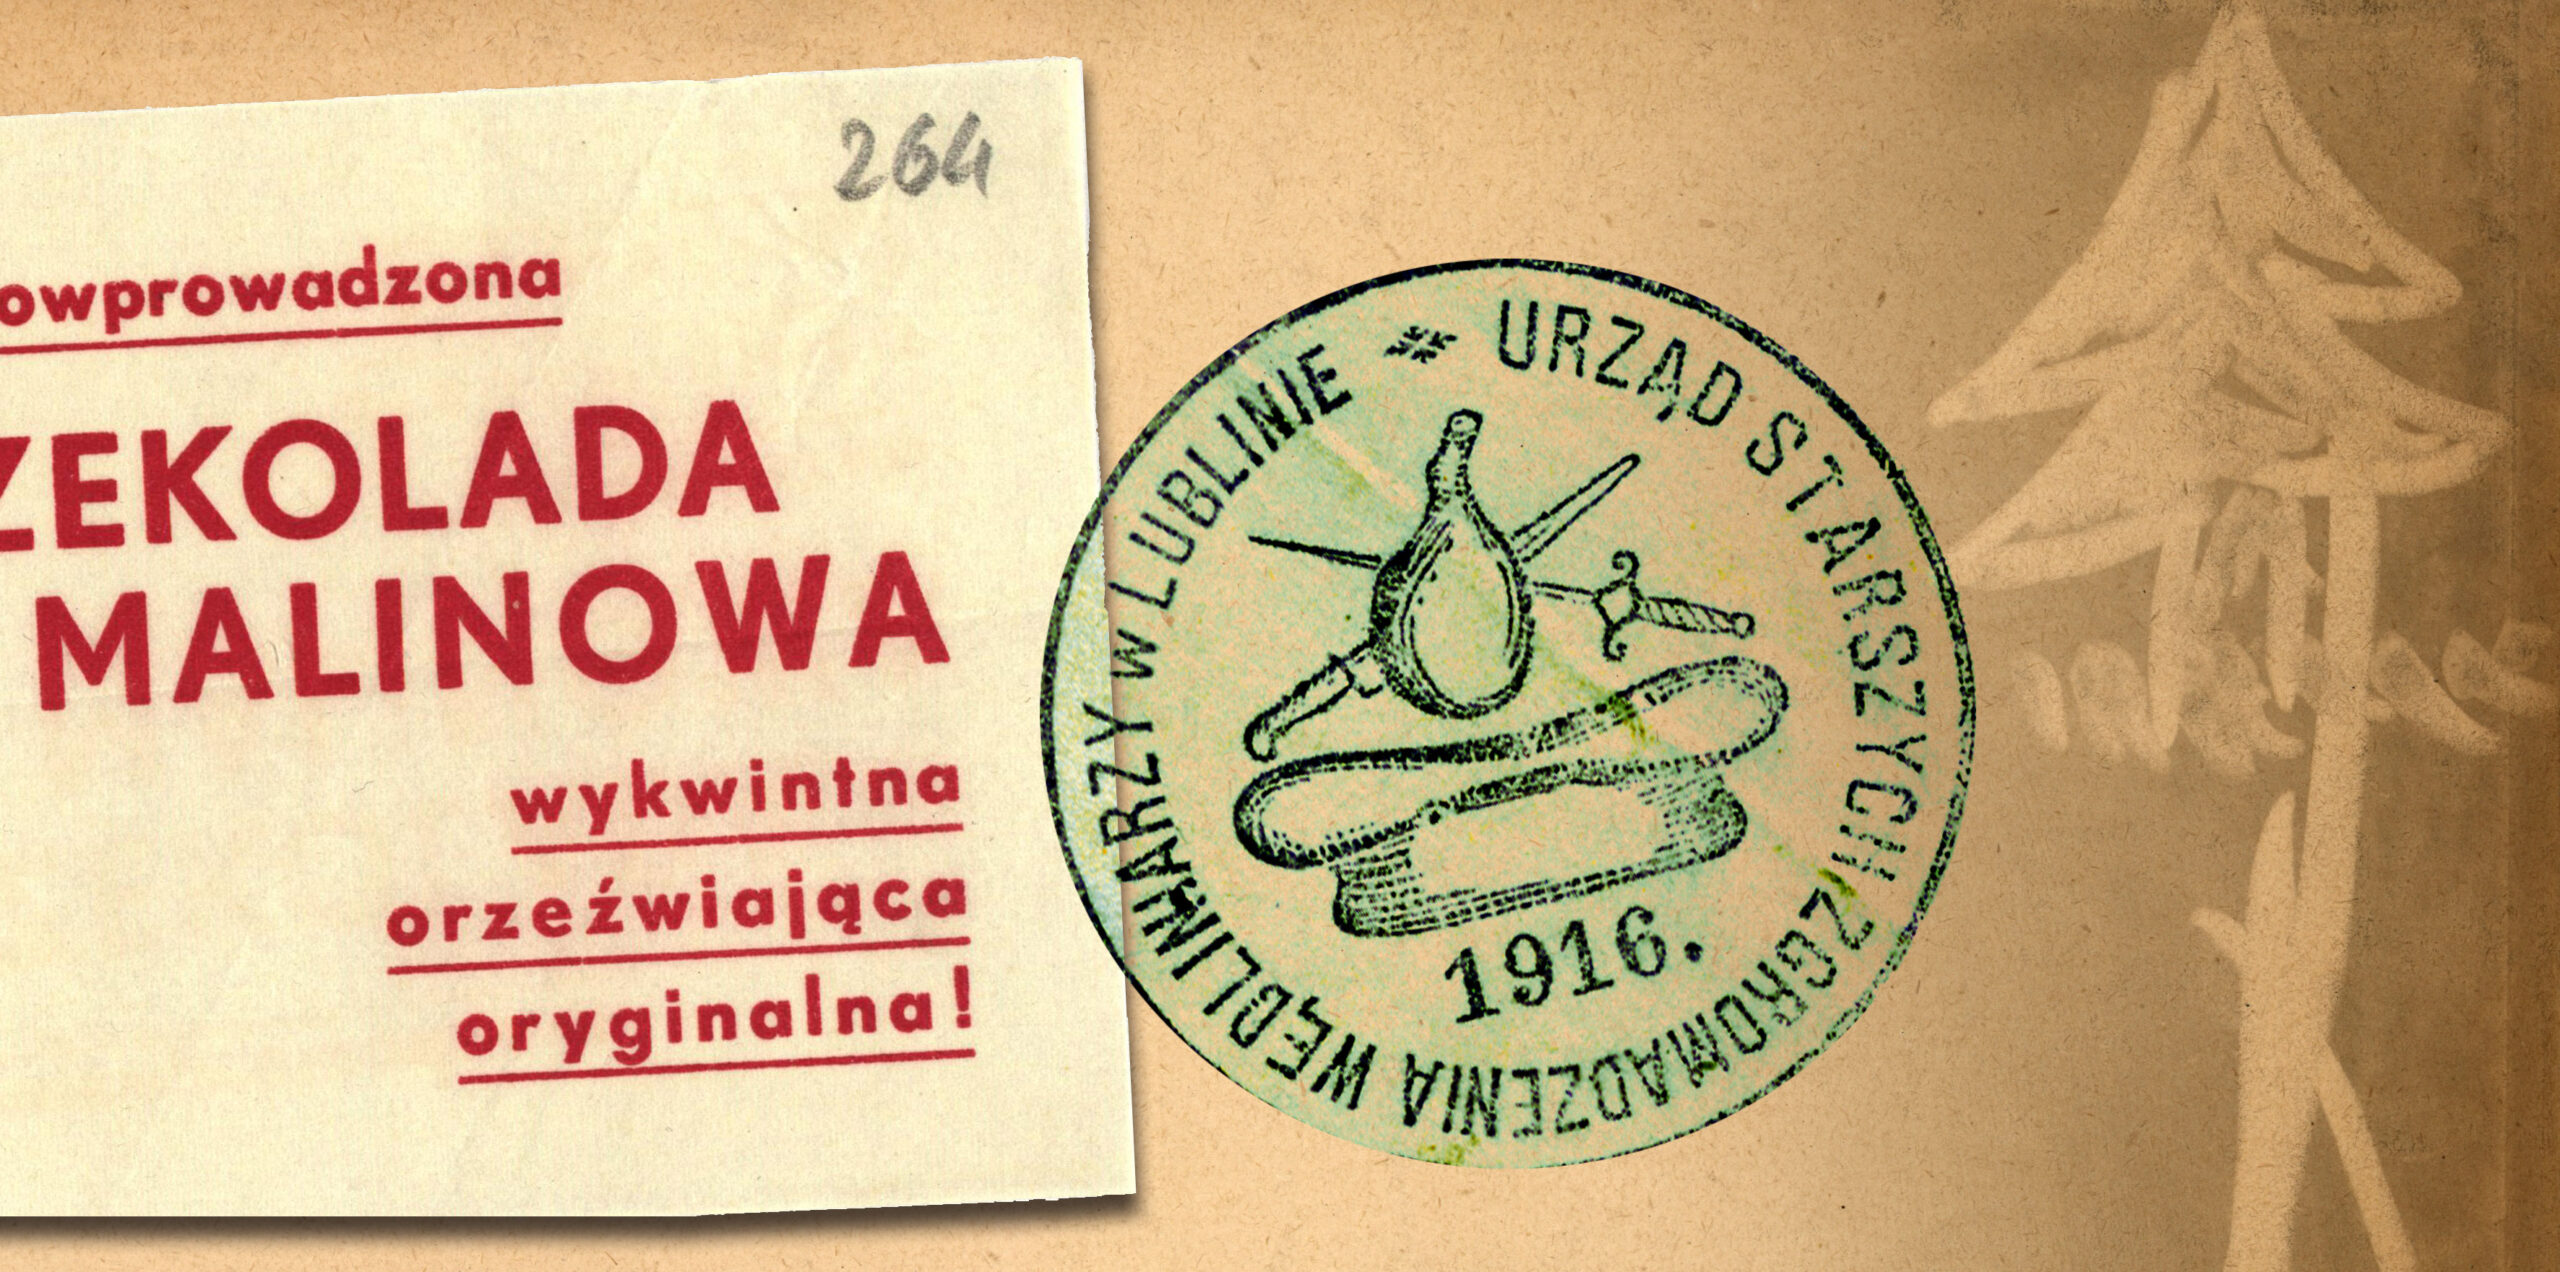 264
owprowadzona
ZEKOLADA
MALINOWA
wykwintna
orzeźwiająca
oryginalna!
URZĄD STARSZYCH ZGROMADZENIA WĘDLINIARZY W LUBLINIE
1916.